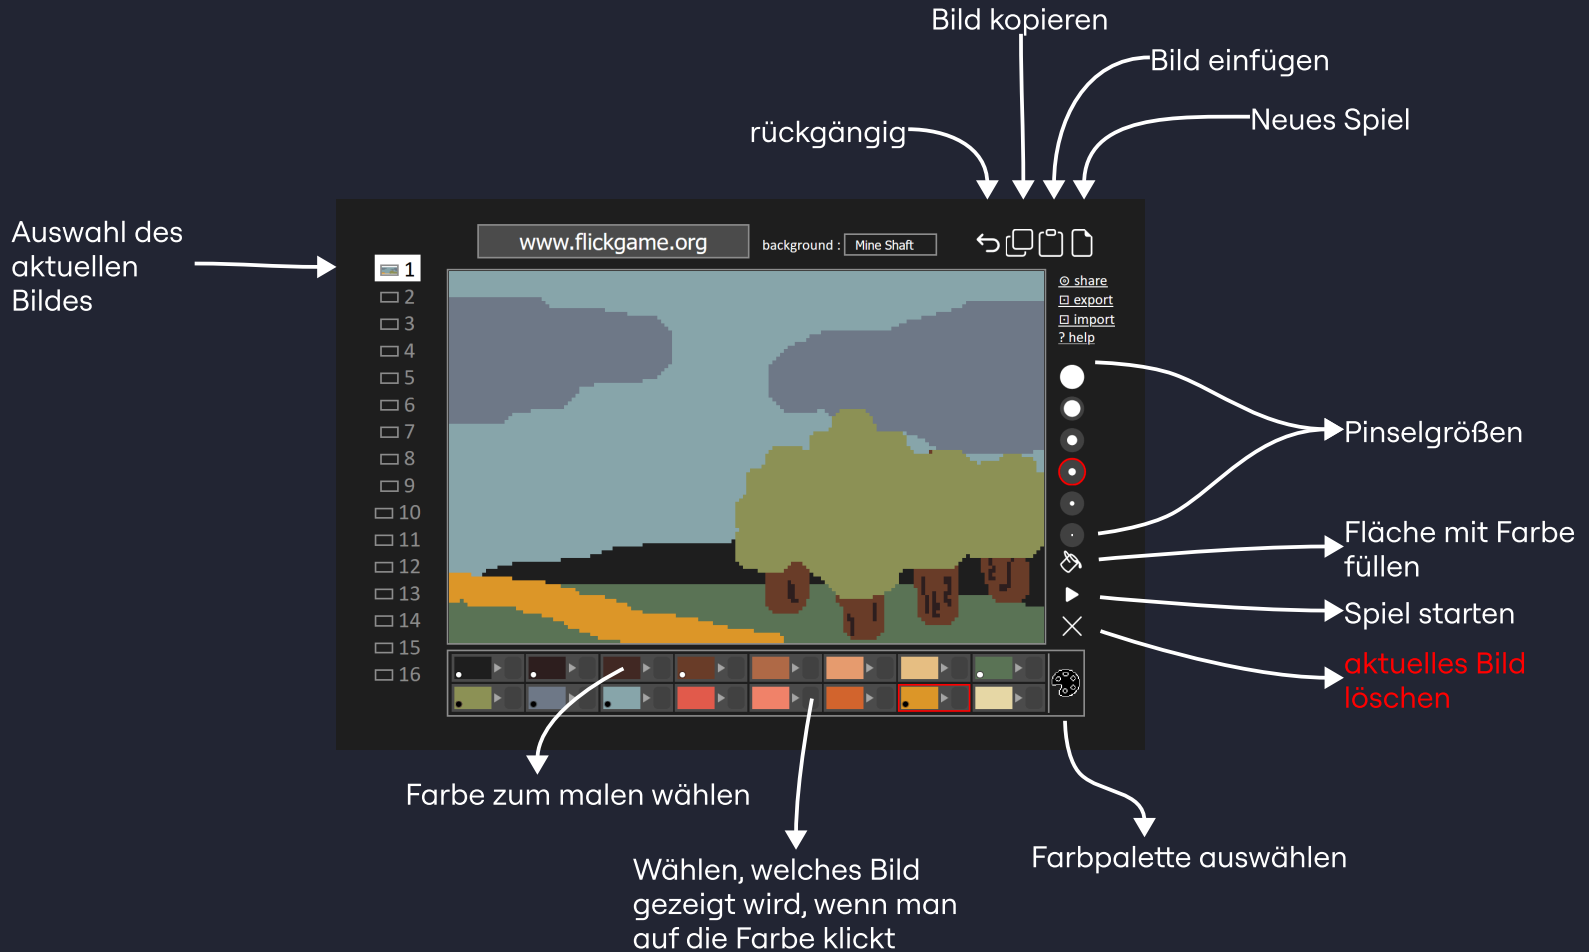 Bild kopieren
Bild einfügen
Neues Spiel
rückgängig
Auswahl des
aktuellen
Bildes
www.flickgame.org
background : Mine Shaft
1
2
3
4
5
6
7
8
9
10
11
12
13
14
15
16
share
export
import
? help
Pinselgrößen
Fläche mit Farbe
füllen
Spiel starten
aktuelles Bild
löschen
Farbe zum malen wählen
Wählen, welches Bild
gezeigt wird, wenn man
auf die Farbe klickt
Farbpalette auswählen